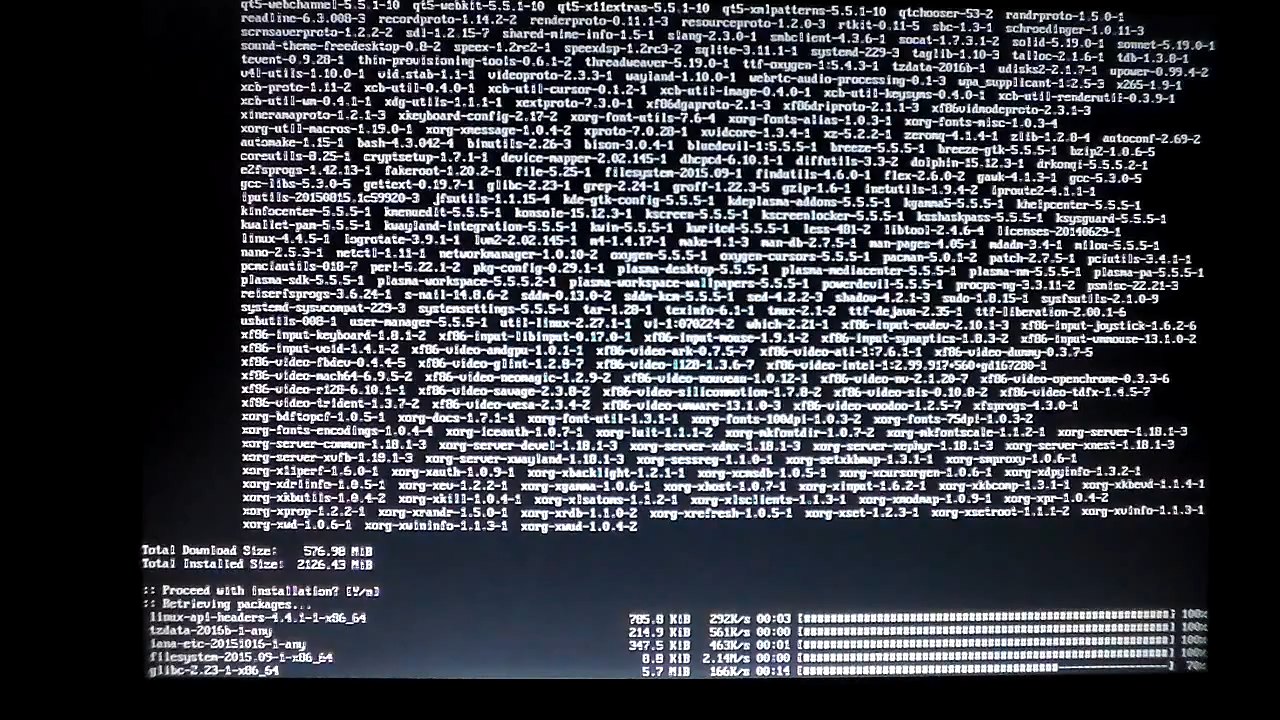 qt5-webchannel-5.5.1-10 qt5-webkit-5.5.1-10 qt5-x11extras-5.5.1-10 qt5-xmlpatterns-5.5.1-10 qtchooser-53-2 randrproto-1.5.0-1
readline-6.3.008-3 recordproto-1.14.2-2 renderproto-0.11.1-3 resourceproto-1.2.0-3 rtkit-0.11-5 sbc-1.3-1 schroedinger-1.0.11-3
scrnsaverproto-1.2.2-2 sdl-1.2.15-7 shared-mime-info-1.5-1 slang-2.3.0-1 smbclient-4.3.6-1 socat-1.7.3.1-2 solid-5.19.0-1 sonnet-5.19.0-1
sound-theme-freedesktop-0.8-2 speex-1.2rc2-1 speexdsp-1.2rc3-2 sqlite-3.11.1-1 systemd-229-3 taglib-1.10-3 talloc-2.1.6-1 tdb-1.3.8-1
tevent-0.9.28-1 thin-provisioning-tools-0.6.1-2 threadweaver-5.19.0-1 ttf-oxygen-1:5.4.3-1 tzdata-2016b-1 udisks2-2.1.7-1 upower-0.99.4-2
v4l-utils-1.10.0-1 vid.stab-1.1-1 videoproto-2.3.3-1 wayland-1.10.0-1 webrtc-audio-processing-0.1-3 wpa_supplicant-1:2.5-3 x265-1.9-1
xcb-proto-1.11-2 xcb-util-0.4.0-1 xcb-util-cursor-0.1.2-1 xcb-util-image-0.4.0-1 xcb-util-keysyms-0.4.0-1 xcb-util-renderutil-0.3.9-1
xcb-util-wm-0.4.1-1 xdg-utils-1.1.1-1 xextproto-7.3.0-1 xf86dgaproto-2.1-3 xf86driproto-2.1.1-3 xf86vidmodeproto-2.3.1-3
xineramaproto-1.2.1-3 xkeyboard-config-2.17-2 xorg-font-utils-7.6-4 xorg-fonts-alias-1.0.3-1 xorg-fonts-misc-1.0.3-4
xorg-util-macros-1.19.0-1 xorg-xmessage-1.0.4-2 xproto-7.0.28-1 xvidcore-1.3.4-1 xz-5.2.2-1 zeromq-4.1.4-1 zlib-1.2.8-4 autoconf-2.69-2
automake-1.15-1 bash-4.3.042-4 binutils-2.26-3 bison-3.0.4-1 bluedevil-1:5.5.5-1 breeze-5.5.5-1 breeze-gtk-5.5.5-1 bzip2-1.0.6-5
coreutils-8.25-1 cryptsetup-1.7.1-1 device-mapper-2.02.145-1 dhcpcd-6.10.1-1 diffutils-3.3-2 dolphin-15.12.3-1 drkonqi-5.5.5.2-1
e2fsprogs-1.42.13-1 fakeroot-1.20.2-1 file-5.25-1 filesystem-2015.09-1 findutils-4.6.0-1 flex-2.6.0-2 gawk-4.1.3-1 gcc-5.3.0-5
gcc-libs-5.3.0-5 gettext-0.19.7-1 glibc-2.23-1 grep-2.24-1 groff-1.22.3-5 gzip-1.6-1 inetutils-1.9.4-2 iproute2-4.1.1-1
iputils-20150815.1c59920-3 jfsutils-1.1.15-4 kde-gtk-config-5.5.5-1 kdeplasma-addons-5.5.5-1 kgamma5-5.5.5-1 khelpcenter-5.5.5-1
kinfocenter-5.5.5-1 kmenuedit-5.5.5-1 konsole-15.12.3-1 kscreen-5.5.5-1 kscreenlocker-5.5.5-1 ksshaskpass-5.5.5-1 ksysguard-5.5.5-1
kwallet-pam-5.5.5-1 kwayland-integration-5.5.5-1 kwin-5.5.5-1 kwrited-5.5.5-1 less-481-2 libtool-2.4.6-4 licenses-20140629-1
linux-4.4.5-1 logrotate-3.9.1-1 lvm2-2.02.145-1 m4-1.4.17-1 make-4.1-3 man-db-2.7.5-1 man-pages-4.05-1 mdadm-3.4-1 milou-5.5.5-1
nano-2.5.3-1 netctl-1.11-1 networkmanager-1.0.10-2 oxygen-5.5.5-1 oxygen-cursors-5.5.5-1 pacman-5.0.1-2 patch-2.7.5-1 pciutils-3.4.1-1
pcmciautils-018-7 perl-5.22.1-2 pkg-config-0.29.1-1 plasma-desktop-5.5.5-1 plasma-mediacenter-5.5.5-1 plasma-nm-5.5.5-1 plasma-pa-5.5.5-1
plasma-sdk-5.5.5-1 plasma-workspace-5.5.5.2-1 plasma-workspace-wallpapers-5.5.5-1 powerdevil-5.5.5-1 procps-ng-3.3.11-2 psmisc-22.21-3
reiserfsprogs-3.6.24-1 s-nail-14.8.6-2 sddm-0.13.0-2 sddm-kcm-5.5.5-1 sed-4.2.2-3 shadow-4.2.1-3 sudo-1.8.15-1 sysfsutils-2.1.0-9
systemd-sysvcompat-229-3 systemsettings-5.5.5-1 tar-1.28-1 texinfo-6.1-1 tmux-2.1-2 ttf-dejavu-2.35-1 ttf-liberation-2.00.1-6
usbutils-008-1 user-manager-5.5.5-1 util-linux-2.27.1-1 vi-1:070224-2 which-2.21-1 xf86-input-evdev-2.10.1-3 xf86-input-joystick-1.6.2-6
xf86-input-keyboard-1.8.1-2 xf86-input-libinput-0.17.0-1 xf86-input-mouse-1.9.1-2 xf86-input-synaptics-1.8.3-2 xf86-input-vmmouse-13.1.0-2
xf86-input-void-1.4.1-2 xf86-video-amdgpu-1.0.1-1 xf86-video-ark-0.7.5-7 xf86-video-ati-1:7.6.1-1 xf86-video-dummy-0.3.7-5
xf86-video-fbdev-0.4.4-5 xf86-video-glint-1.2.8-7 xf86-video-i128-1.3.6-7 xf86-video-intel-1:2.99.917+560+gd167280-1
xf86-video-mach64-6.9.5-2 xf86-video-neomagic-1.2.9-2 xf86-video-nouveau-1.0.12-1 xf86-video-nv-2.1.20-7 xf86-video-openchrome-0.3.3-6
xf86-video-r128-6.10.1-1 xf86-video-savage-2.3.8-2 xf86-video-siliconmotion-1.7.8-2 xf86-video-sis-0.10.8-2 xf86-video-tdfx-1.4.5-7
xf86-video-trident-1.3.7-2 xf86-video-vesa-2.3.4-2 xf86-video-vmware-13.1.0-3 xf86-video-voodoo-1.2.5-7 xfsprogs-4.3.0-1
xorg-bdftopcf-1.0.5-1 xorg-docs-1.7.1-1 xorg-font-util-1.3.1-1 xorg-fonts-100dpi-1.0.3-2 xorg-fonts-75dpi-1.0.3-2
xorg-fonts-encodings-1.0.4-4 xorg-iceauth-1.0.7-1 xorg-luit-1.1.1-2 xorg-mkfontdir-1.0.7-2 xorg-mkfontscale-1.1.2-1 xorg-server-1.18.1-3
xorg-server-common-1.18.1-3 xorg-server-devel-1.18.1-3 xorg-server-xdmx-1.18.1-3 xorg-server-xephyr-1.18.1-3 xorg-server-xnest-1.18.1-3
xorg-server-xvfb-1.18.1-3 xorg-server-xwayland-1.18.1-3 xorg-sessreg-1.1.0-1 xorg-setxkbmap-1.3.1-1 xorg-smproxy-1.0.6-1
xorg-x11perf-1.6.0-1 xorg-xauth-1.0.9-1 xorg-xbacklight-1.2.1-1 xorg-xcmsdb-1.0.5-1 xorg-xcursorgen-1.0.6-1 xorg-xdpyinfo-1.3.2-1
xorg-xdriinfo-1.0.5-1 xorg-xev-1.2.2-1 xorg-xgamma-1.0.6-1 xorg-xhost-1.0.7-1 xorg-xinput-1.6.2-1 xorg-xkbcomp-1.3.1-1 xorg-xkbevd-1.1.4-1
xorg-xkbutils-1.0.4-2 xorg-xkill-1.0.4-1 xorg-xlsatoms-1.1.2-1 xorg-xlsclients-1.1.3-1 xorg-xmodmap-1.0.9-1 xorg-xpr-1.0.4-2
xorg-xprop-1.2.2-1 xorg-xrandr-1.5.0-1 xorg-xrdb-1.1.0-2 xorg-xrefresh-1.0.5-1 xorg-xset-1.2.3-1 xorg-xsetroot-1.1.1-2 xorg-xvinfo-1.1.3-1
xorg-xwd-1.0.6-1 xorg-xwininfo-1.1.3-1 xorg-xwud-1.0.4-2
Total Download Size: 576.98 MiB
Total Installed Size: 2126.43 MiB
:: Proceed with installation? [Y/n]
:: Retrieving packages...
linux-api-headers-4.4.1-1-x86_64 785.8 KiB 292K/s 00:03 100%
tzdata-2016b-1-any 214.9 KiB 561K/s 00:00 100%
iana-etc-20151016-1-any 347.5 KiB 463K/s 00:01 100%
filesystem-2015.09-1-x86_64 8.8 KiB 2.14M/s 00:00 100%
glibc-2.23-1-x86_64 5.7 MiB 166K/s 00:14 70%